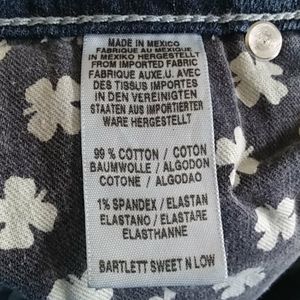 MADE IN MEXICO
FABRIQUE AU MEXIQUE
IN MEXIKO HERGESTELLT
FROM IMPORTED FABRIC
FABRIQUE AUXE.U. AVEC
DES TISSUS IMPORTES
IN DEN VEREINIGTEN
STAATEN AUS IMPORTIERTER
WARE HERGESTELLT
99 % COTTON / COTON
BAUMWOLLE / ALGODON
COTONE / ALGODAO
1% SPANDEX / ELASTAN
ELASTANO / ELASTARE
ELASTHANNE
BARTLETT SWEET N LOW